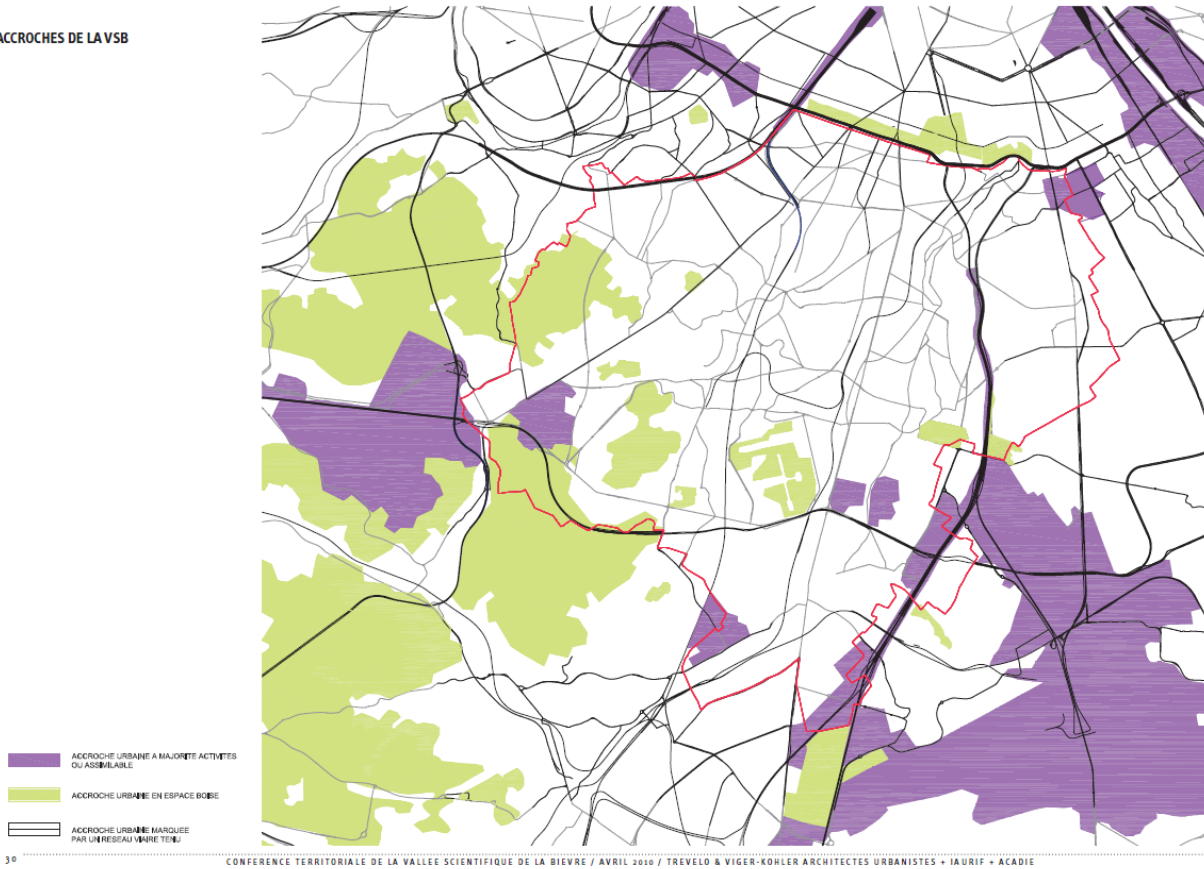 ACCROCHES DE LA VSB
ACCROCHE URBAINE A MAJORITE ACTIVITES
OU ASSIMILABLE
ACCROCHE URBAINE EN ESPACE BOISE
ACCROCHE URBAINE MARQUEE
PAR UN RESEAU VIAIRE TENU
30
CONFERENCE TERRITORIALE DE LA VALLEE SCIENTIFIQUE DE LA BIEVRE / AVRIL 2010 / TREVELO & VIGER-KOHLER ARCHITECTES URBANISTES + IAURIF + ACADIE